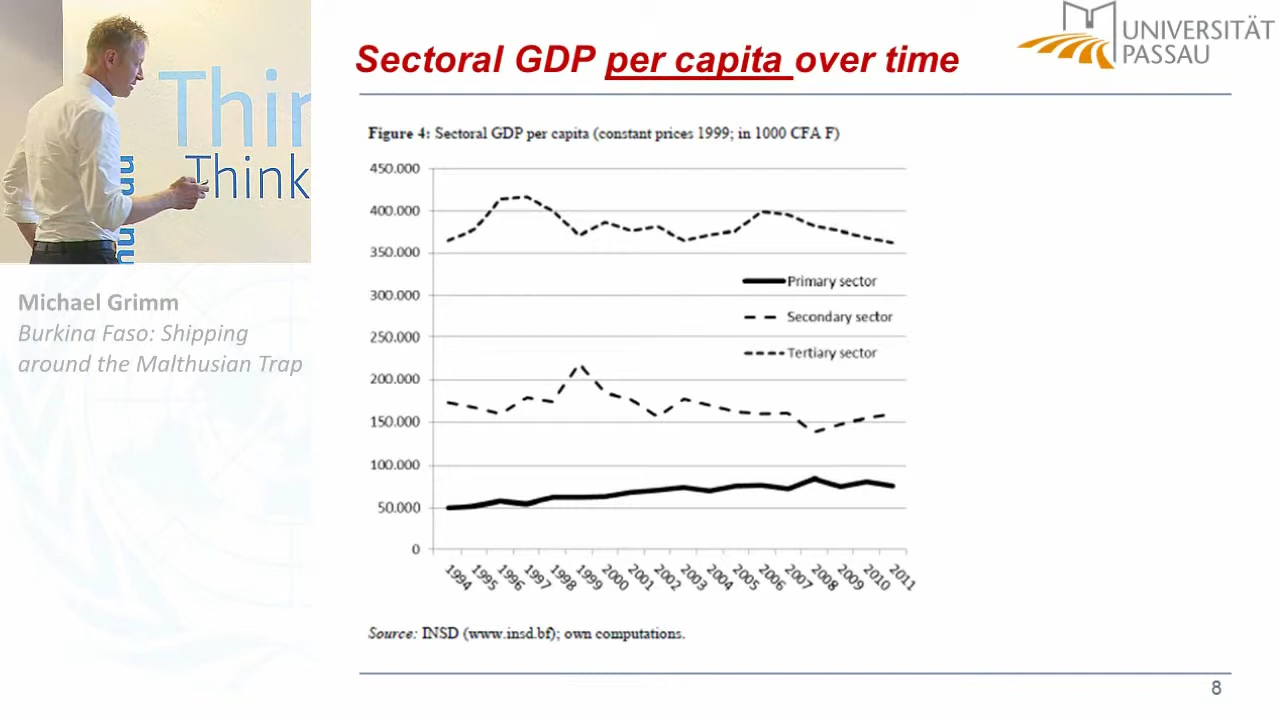 Thin
Think
UNIVERSITÄT
PASSAU
Sectoral GDP per capita over time
Michael Grimm
Burkina Faso: Shipping
around the Malthusian Trap
Figure 4: Sectoral GDP per capita (constant prices 1999; in 1000 CFA F)
450.000
400.000
350.000
300.000
250.000
200.000
150.000
100.000
50.000
0
Primary sector
Secondary sector
Tertiary sector
1994 1995 1996 1997 1998 1999 2000 2001 2002 2003 2004 2005 2006 2007 2008 2009 2010 2011
Source: INSD (www.insd.bf); own computations.
8